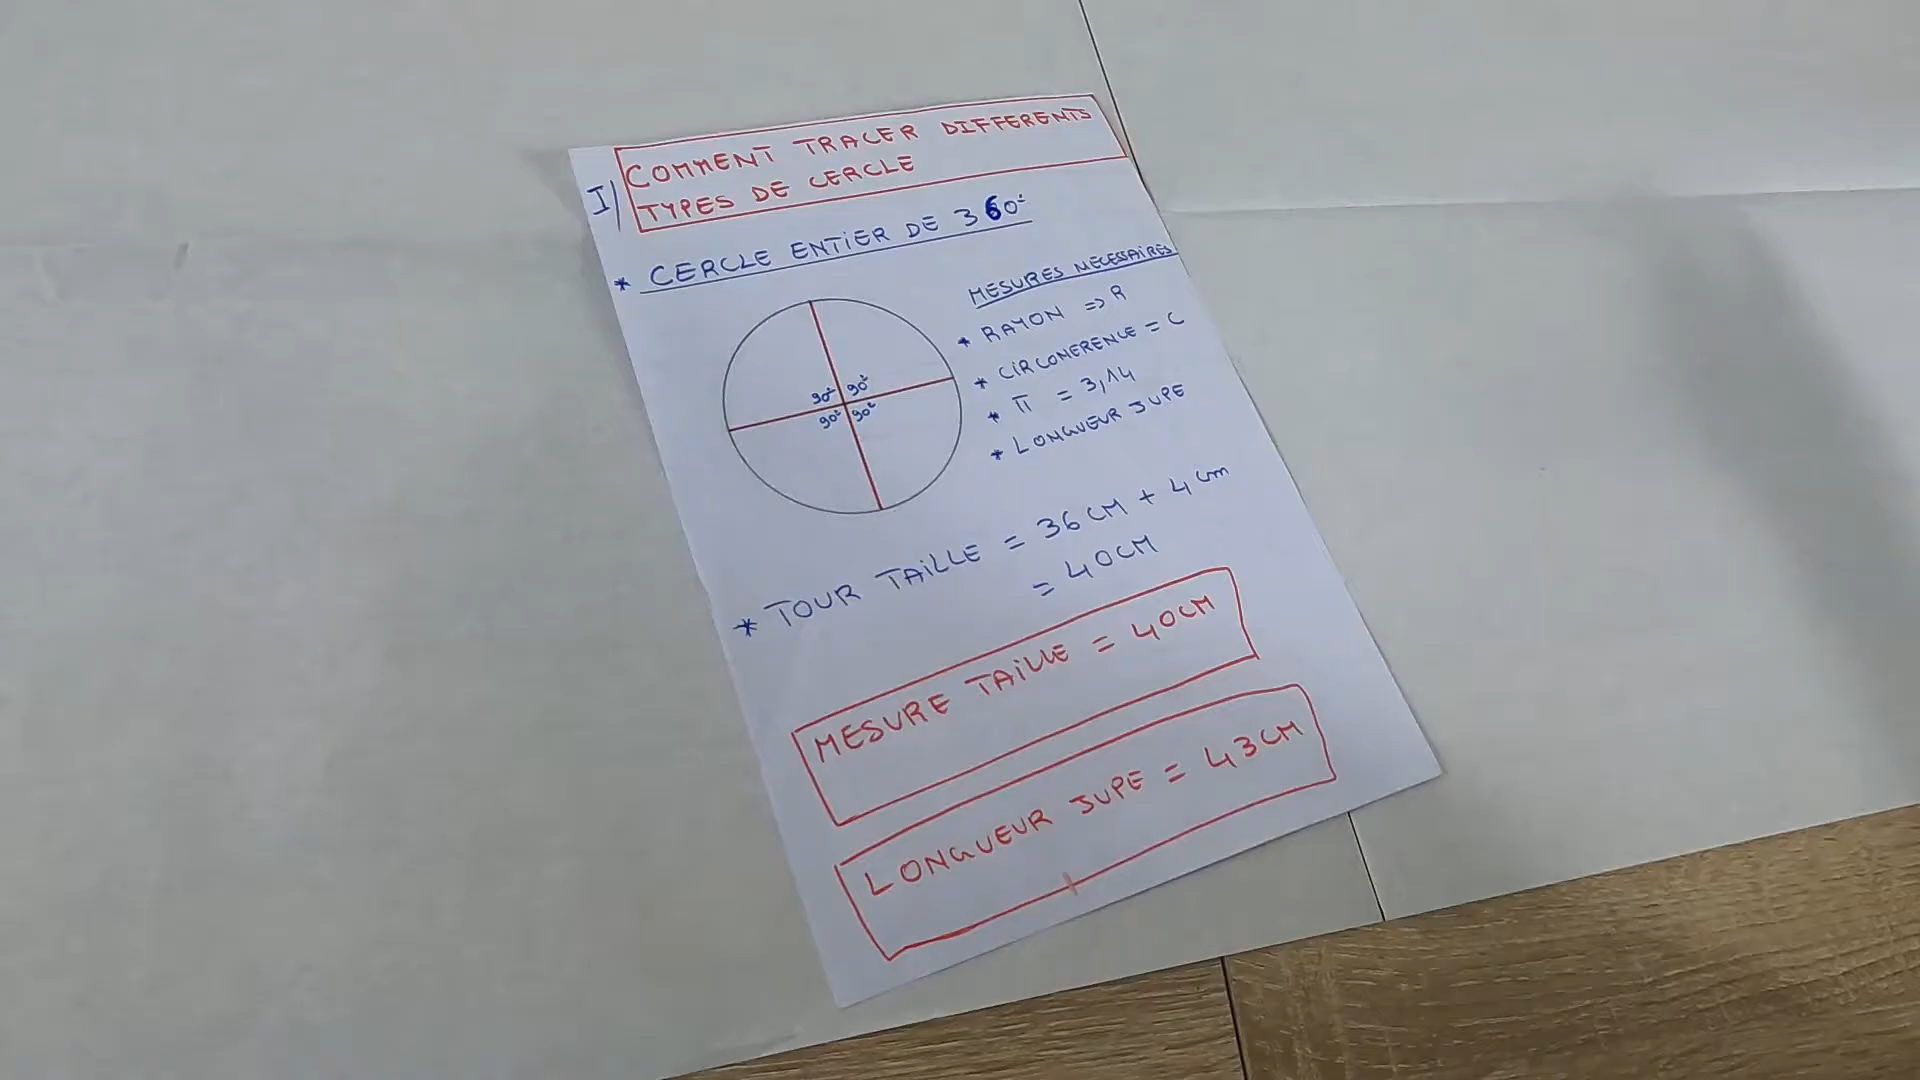 I/ COMMENT TRACER DIFFERENTS
TYPES DE CERCLE
* CERCLE ENTIER DE 360°
90° 90°
90° 90°
MESURES NECESSAIRES
* RAYON => R
* CIRCONERENCE = C
* π = 3,14
* LONGUEUR JUPE
* TOUR TAILLE = 36 CM + 4 cm
= 40CM
MESURE TAILLE = 40CM
LONGUEUR JUPE = 43CM